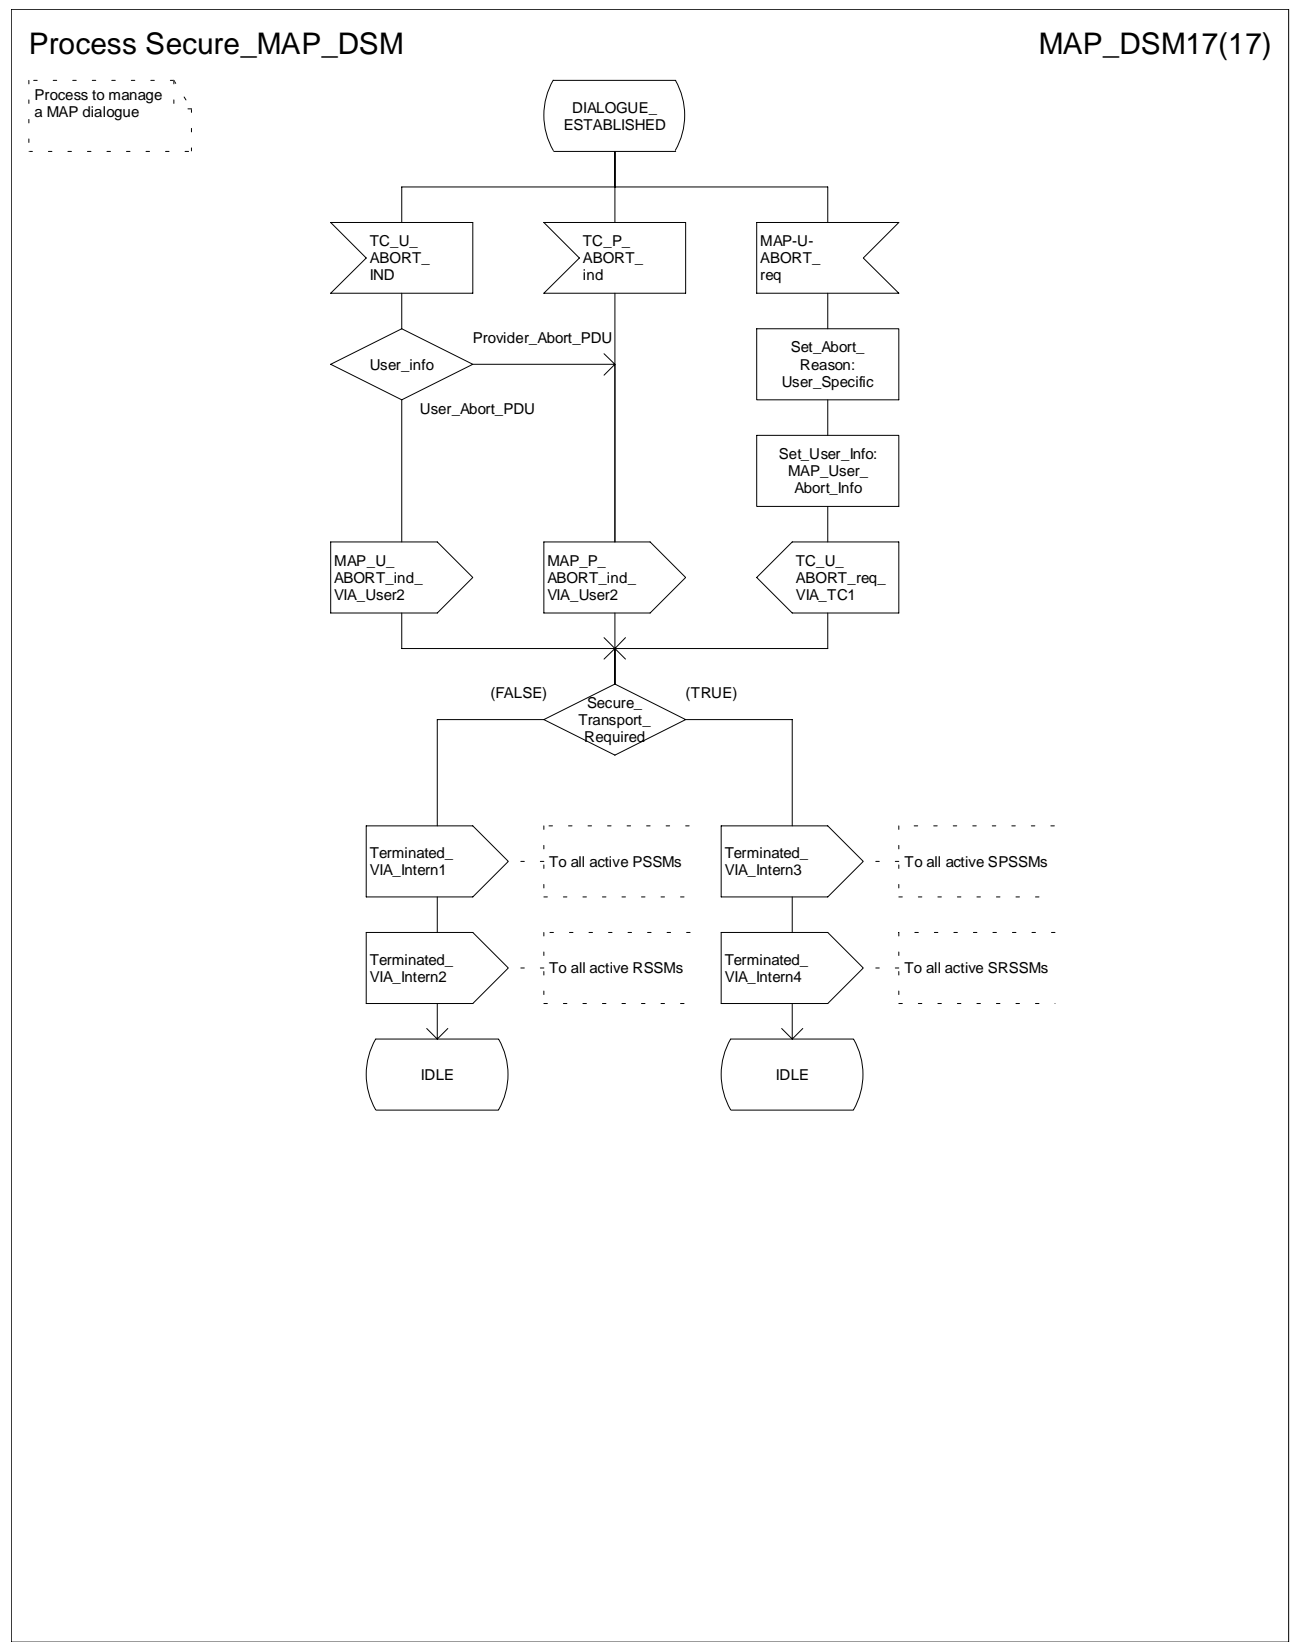 Process Secure_MAP_DSM
MAP_DSM17(17)
Process to manage
a MAP dialogue
DIALOGUE_
ESTABLISHED
TC_U_
ABORT_
IND
TC_P_
ABORT_
ind
MAP-U-
ABORT_
req
Provider_Abort_PDU
User_info
User_Abort_PDU
Set_Abort_
Reason:
User_Specific
Set_User_Info:
MAP_User_
Abort_Info
MAP_U_
ABORT_ind_
VIA_User2
MAP_P_
ABORT_ind_
VIA_User2
TC_U_
ABORT_req_
VIA_TC1
(FALSE)
(TRUE)
Secure_
Transport_
Required
Terminated_
VIA_Intern1
To all active PSSMs
Terminated_
VIA_Intern3
To all active SPSSMs
Terminated_
VIA_Intern2
To all active RSSMs
Terminated_
VIA_Intern4
To all active SRSSMs
IDLE
IDLE